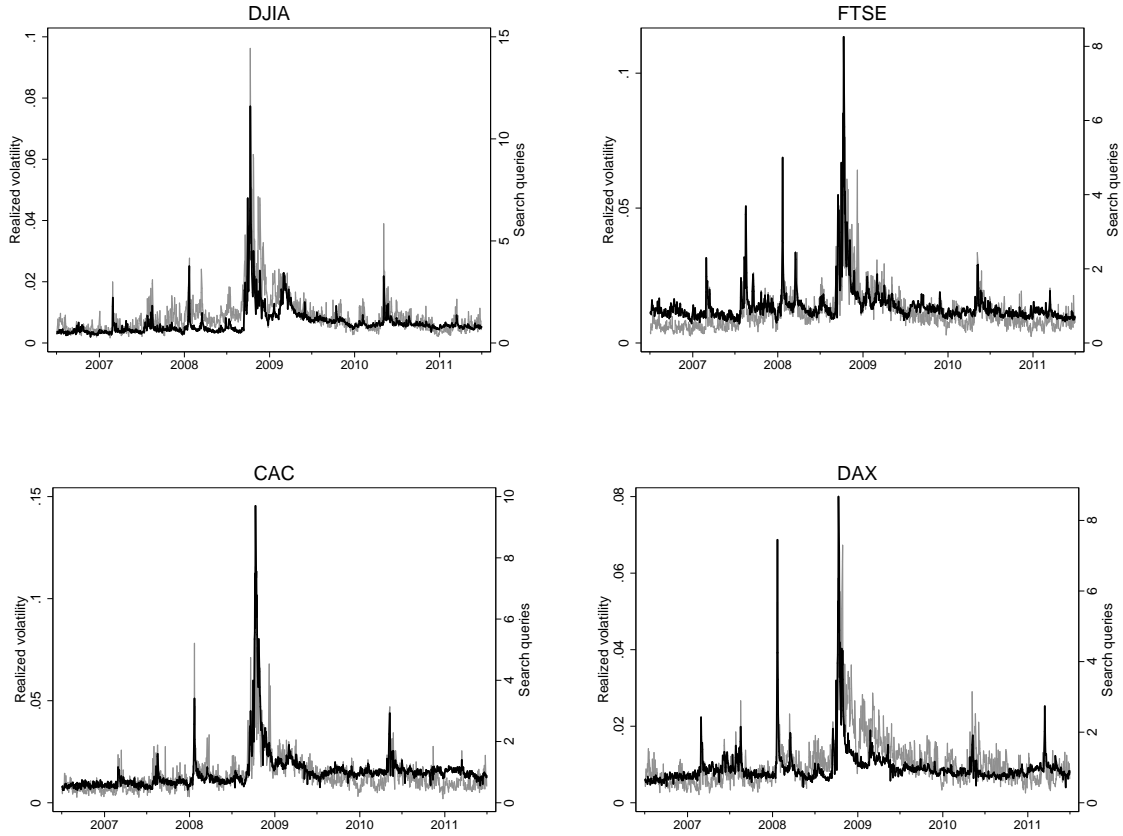 DJIA
Realized volatility
0 .02 .04 .06 .08 .1
Search queries
0 5 10 15
2007 2008 2009 2010 2011
FTSE
Realized volatility
0 .05 .1
Search queries
0 2 4 6 8
2007 2008 2009 2010 2011
CAC
Realized volatility
0 .05 .1 .15
Search queries
0 2 4 6 8 10
2007 2008 2009 2010 2011
DAX
Realized volatility
0 .02 .04 .06 .08
Search queries
0 2 4 6 8
2007 2008 2009 2010 2011